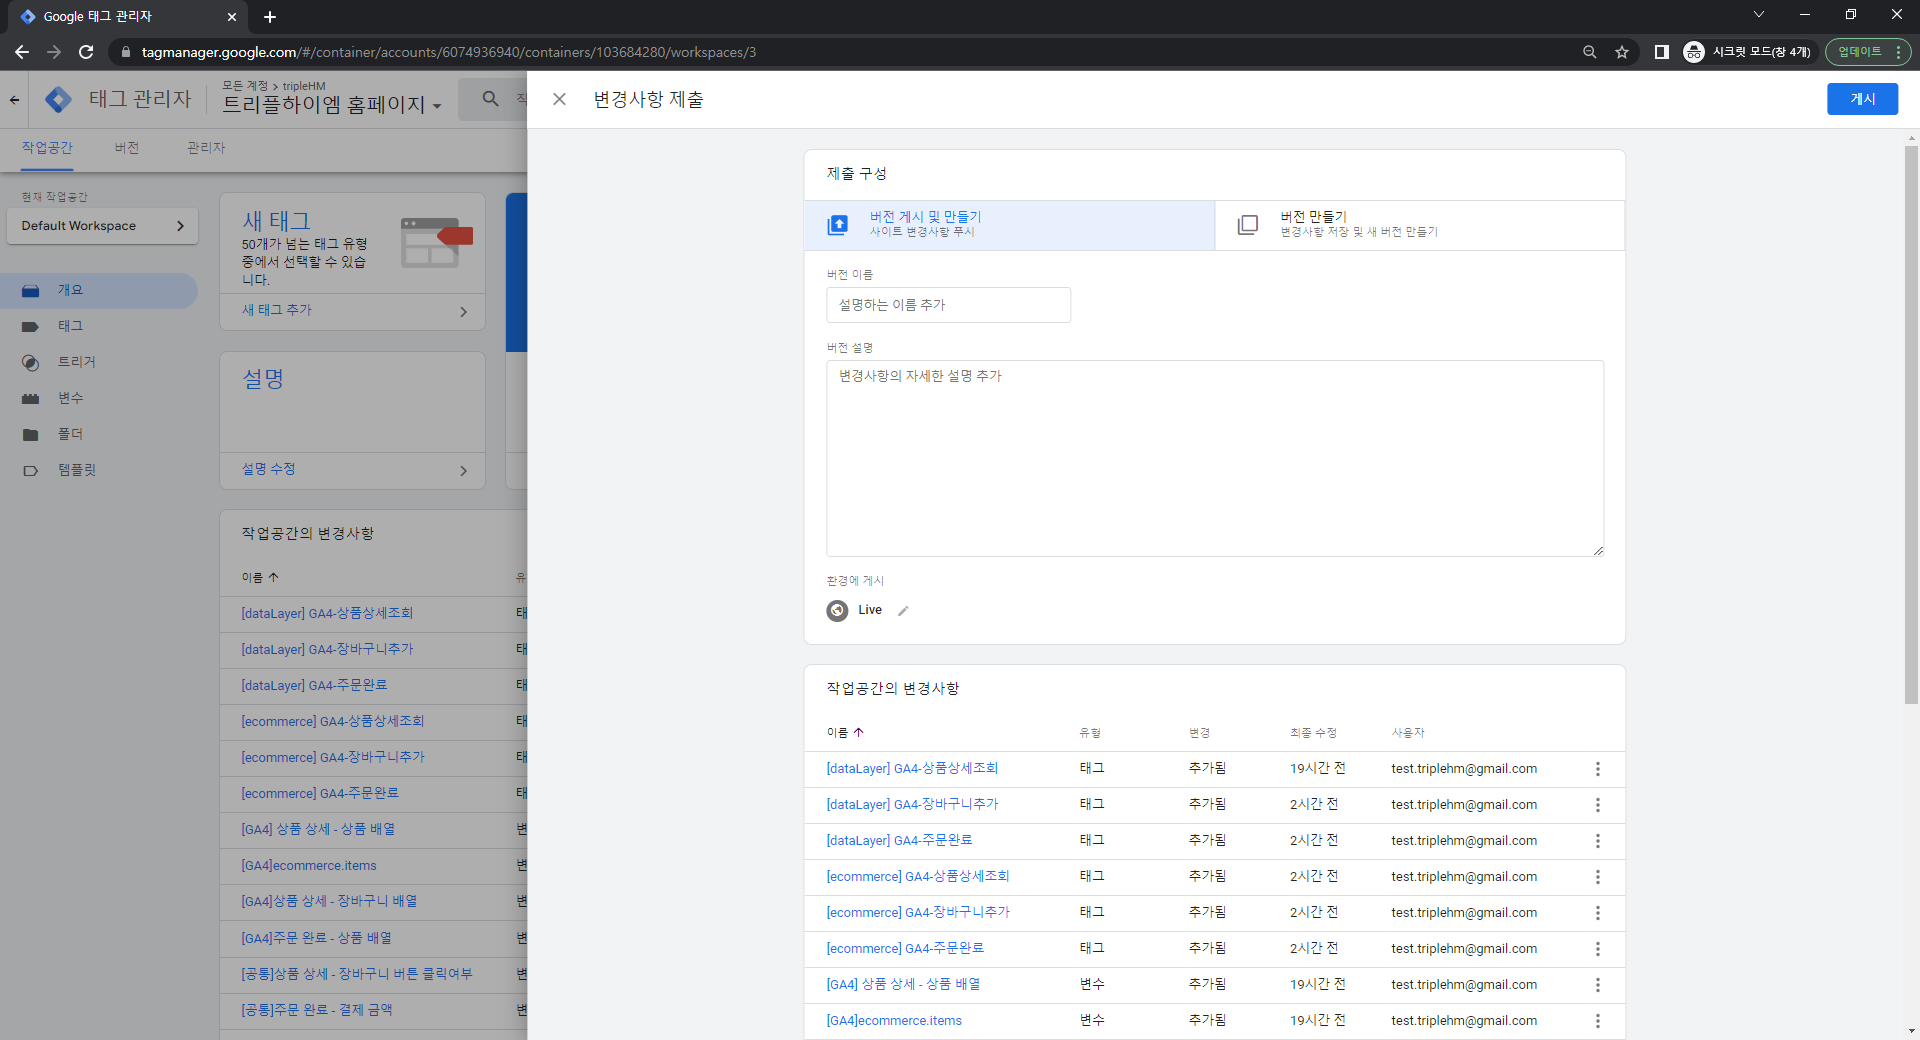 Google 태그 관리자
tagmanager.google.com/#/container/accounts/6074936940/containers/103684280/workspaces/3
시크릿 모드(창 4개)
업데이트
태그 관리자
모든 계정 > tripleHM
트리플하이엠 홈페이지
작업공간
버전
관리자
현재 작업공간
Default Workspace
개요
태그
트리거
변수
폴더
템플릿
새 태그
50개가 넘는 태그 유형
중에서 선택할 수 있습
니다.
새 태그 추가
설명
설명 수정
작업공간의 변경사항
이름
[dataLayer] GA4-상품상세조회
[dataLayer] GA4-장바구니추가
[dataLayer] GA4-주문완료
[ecommerce] GA4-상품상세조회
[ecommerce] GA4-장바구니추가
[ecommerce] GA4-주문완료
[GA4] 상품 상세 - 상품 배열
[GA4]ecommerce.items
[GA4]상품 상세 - 장바구니 배열
[GA4]주문 완료 - 상품 배열
[공통]상품 상세 - 장바구니 버튼 클릭여부
[공통]주문 완료 - 결제 금액
변경사항 제출
게시
제출 구성
버전 게시 및 만들기
사이트 변경사항 푸시
버전 만들기
변경사항 저장 및 새 버전 만들기
버전 이름
설명하는 이름 추가
버전 설명
변경사항의 자세한 설명 추가
환경에 게시
Live
작업공간의 변경사항
이름 유형 변경 최종 수정 사용자
[dataLayer] GA4-상품상세조회 태그 추가됨 19시간 전 test.triplehm@gmail.com
[dataLayer] GA4-장바구니추가 태그 추가됨 2시간 전 test.triplehm@gmail.com
[dataLayer] GA4-주문완료 태그 추가됨 2시간 전 test.triplehm@gmail.com
[ecommerce] GA4-상품상세조회 태그 추가됨 2시간 전 test.triplehm@gmail.com
[ecommerce] GA4-장바구니추가 태그 추가됨 2시간 전 test.triplehm@gmail.com
[ecommerce] GA4-주문완료 태그 추가됨 2시간 전 test.triplehm@gmail.com
[GA4] 상품 상세 - 상품 배열 변수 추가됨 19시간 전 test.triplehm@gmail.com
[GA4]ecommerce.items 변수 추가됨 19시간 전 test.triplehm@gmail.com